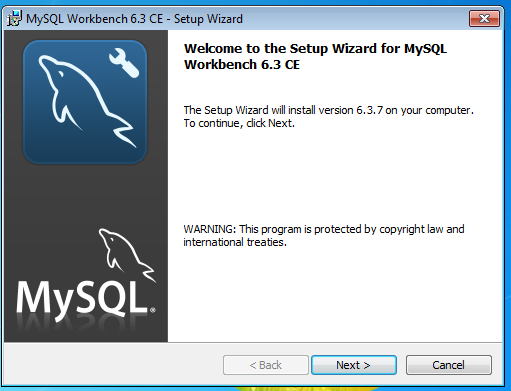 MySQL Workbench 6.3 CE - Setup Wizard
Welcome to the Setup Wizard for MySQL
Workbench 6.3 CE
The Setup Wizard will install version 6.3.7 on your computer.
To continue, click Next.
WARNING: This program is protected by copyright law and
international treaties.
MySQL®
< Back
Next >
Cancel